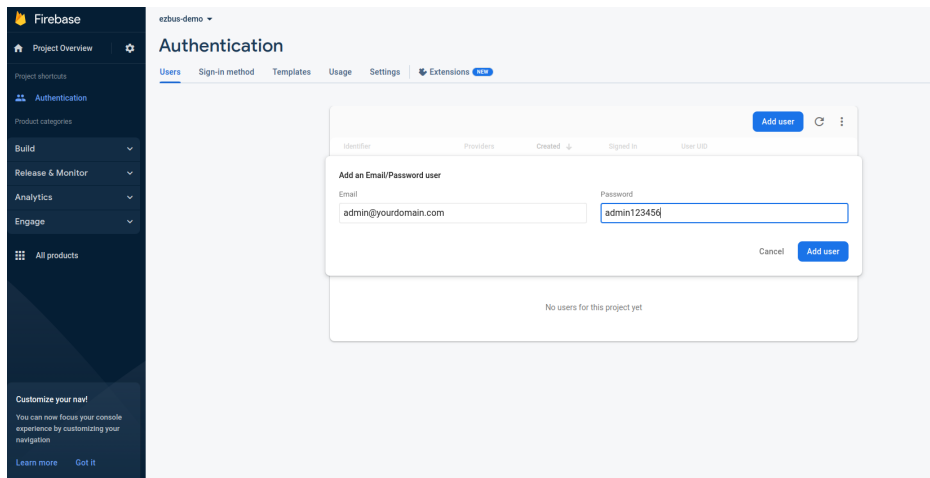 Firebase
Project Overview
Project shortcuts
Authentication
Product categories
Build
Release & Monitor
Analytics
Engage
All products
Customize your nav!
You can now focus your console
experience by customizing your
navigation
Learn more Got it
ezbus-demo
Authentication
Users Sign-in method Templates Usage Settings Extensions NEW
Add user
Identifier Providers Created Signed In User UID
Add an Email/Password user
Email Password
admin@yourdomain.com admin123456
Cancel Add user
No users for this project yet